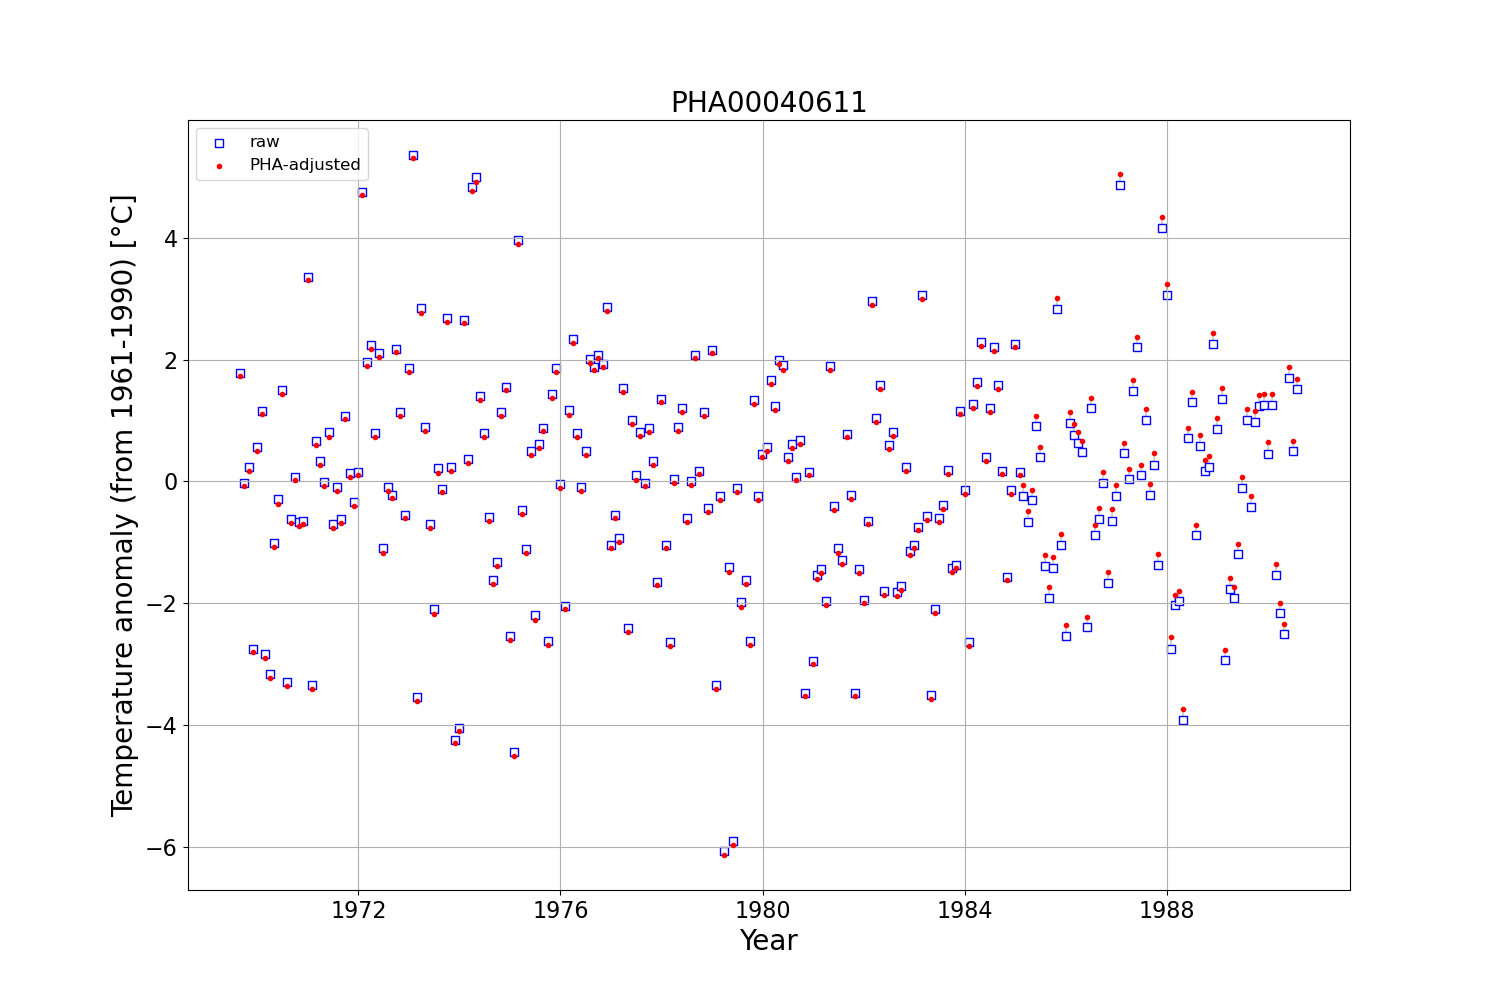 PHA00040611
raw
PHA-adjusted
Temperature anomaly (from 1961-1990) [°C]
4
2
0
−2
−4
−6
1972 1976 1980 1984 1988
Year